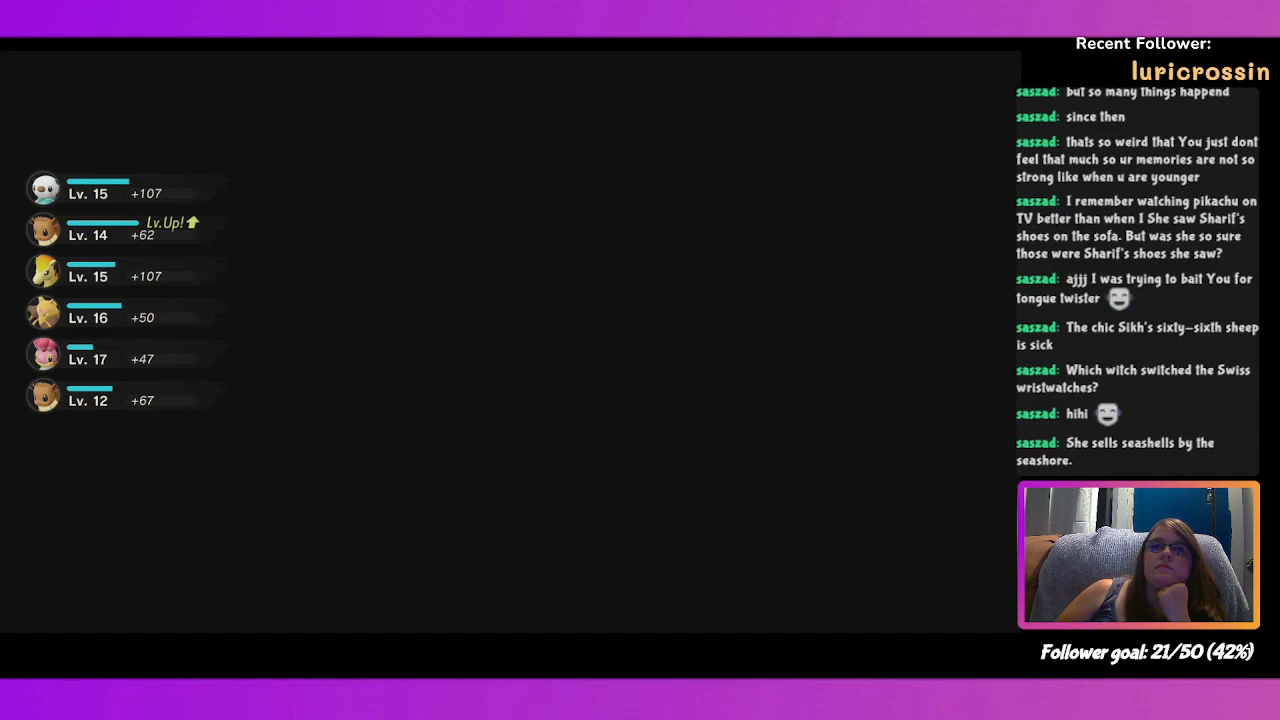 Recent Follower:
luricrossin
Lv. 15 +107
Lv.Up!
Lv. 14 +62
Lv. 15 +107
Lv. 16 +50
Lv. 17 +47
Lv. 12 +67
saszad: but so many things happend
saszad: since then
saszad: thats so weird that You just dont
feel that much so ur memories are not so
strong like when u are younger
saszad: I remember watching pikachu on
TV better than when I She saw Sharif's
shoes on the sofa. But was she so sure
those were Sharif's shoes she saw?
saszad: ajjj I was trying to bait You for
tongue twister
saszad: The chic Sikh's sixty-sixth sheep
is sick
saszad: Which witch switched the Swiss
wristwatches?
saszad: hihi
saszad: She sells seashells by the
seashore.
Follower goal: 21/50 (42%)